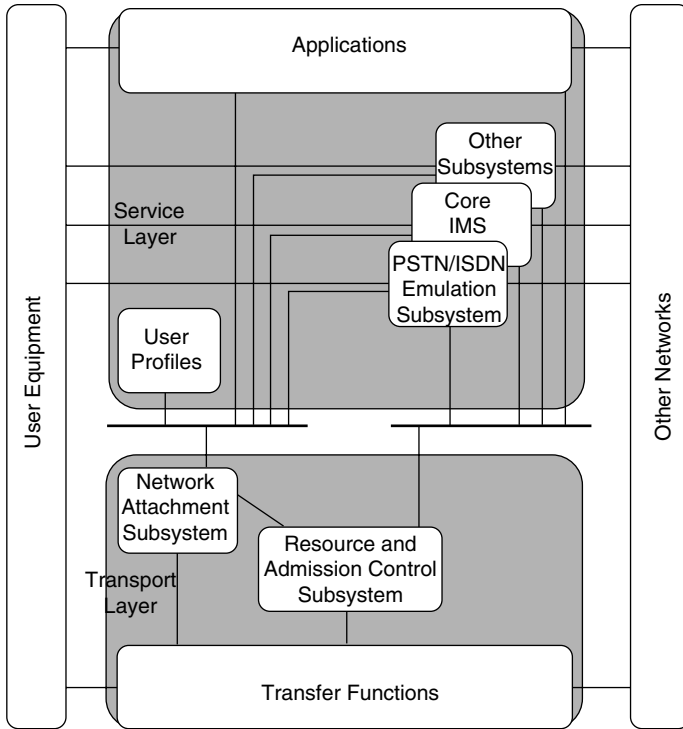 Applications
Other
Subsystems
Core
IMS
Service
Layer
PSTN/ISDN
Emulation
Subsystem
User
Profiles
User Equipment
Other Networks
Network
Attachment
Subsystem
Resource and
Admission Control
Subsystem
Transport
Layer
Transfer Functions